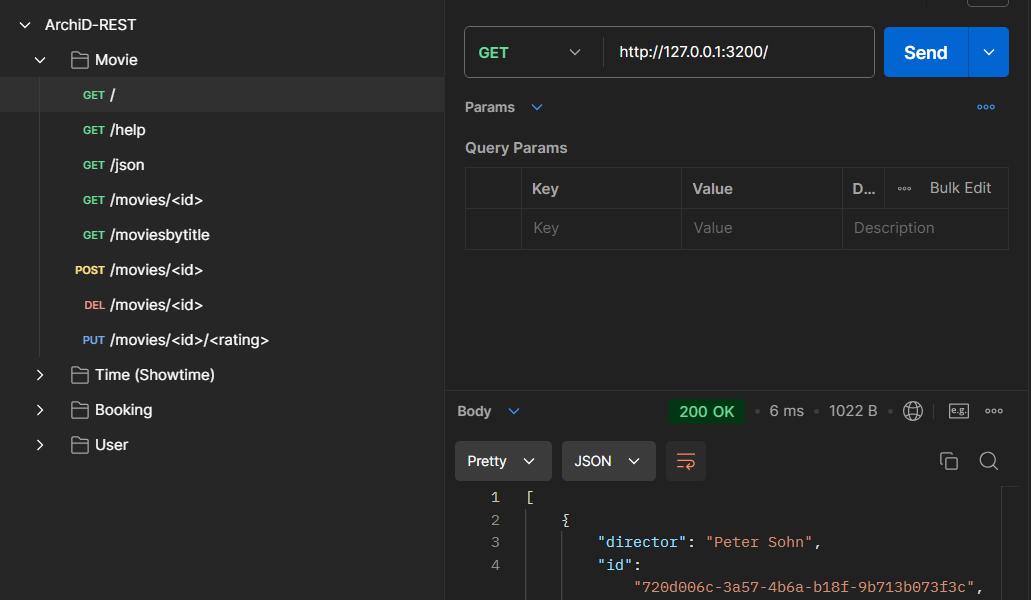 ArchiD-REST
Movie
GET /
GET /help
GET /json
GET /movies/<id>
GET /moviesbytitle
POST /movies/<id>
DEL /movies/<id>
PUT /movies/<id>/<rating>
Time (Showtime)
Booking
User
GET http://127.0.0.1:3200/ Send
Params
Query Params
Key Value D... Bulk Edit
Key Value Description
Body 200 OK 6 ms 1022 B e.g.
Pretty JSON
1 [
2 {
3 "director": "Peter Sohn",
4 "id":
"720d006c-3a57-4b6a-b18f-9b713b073f3c",